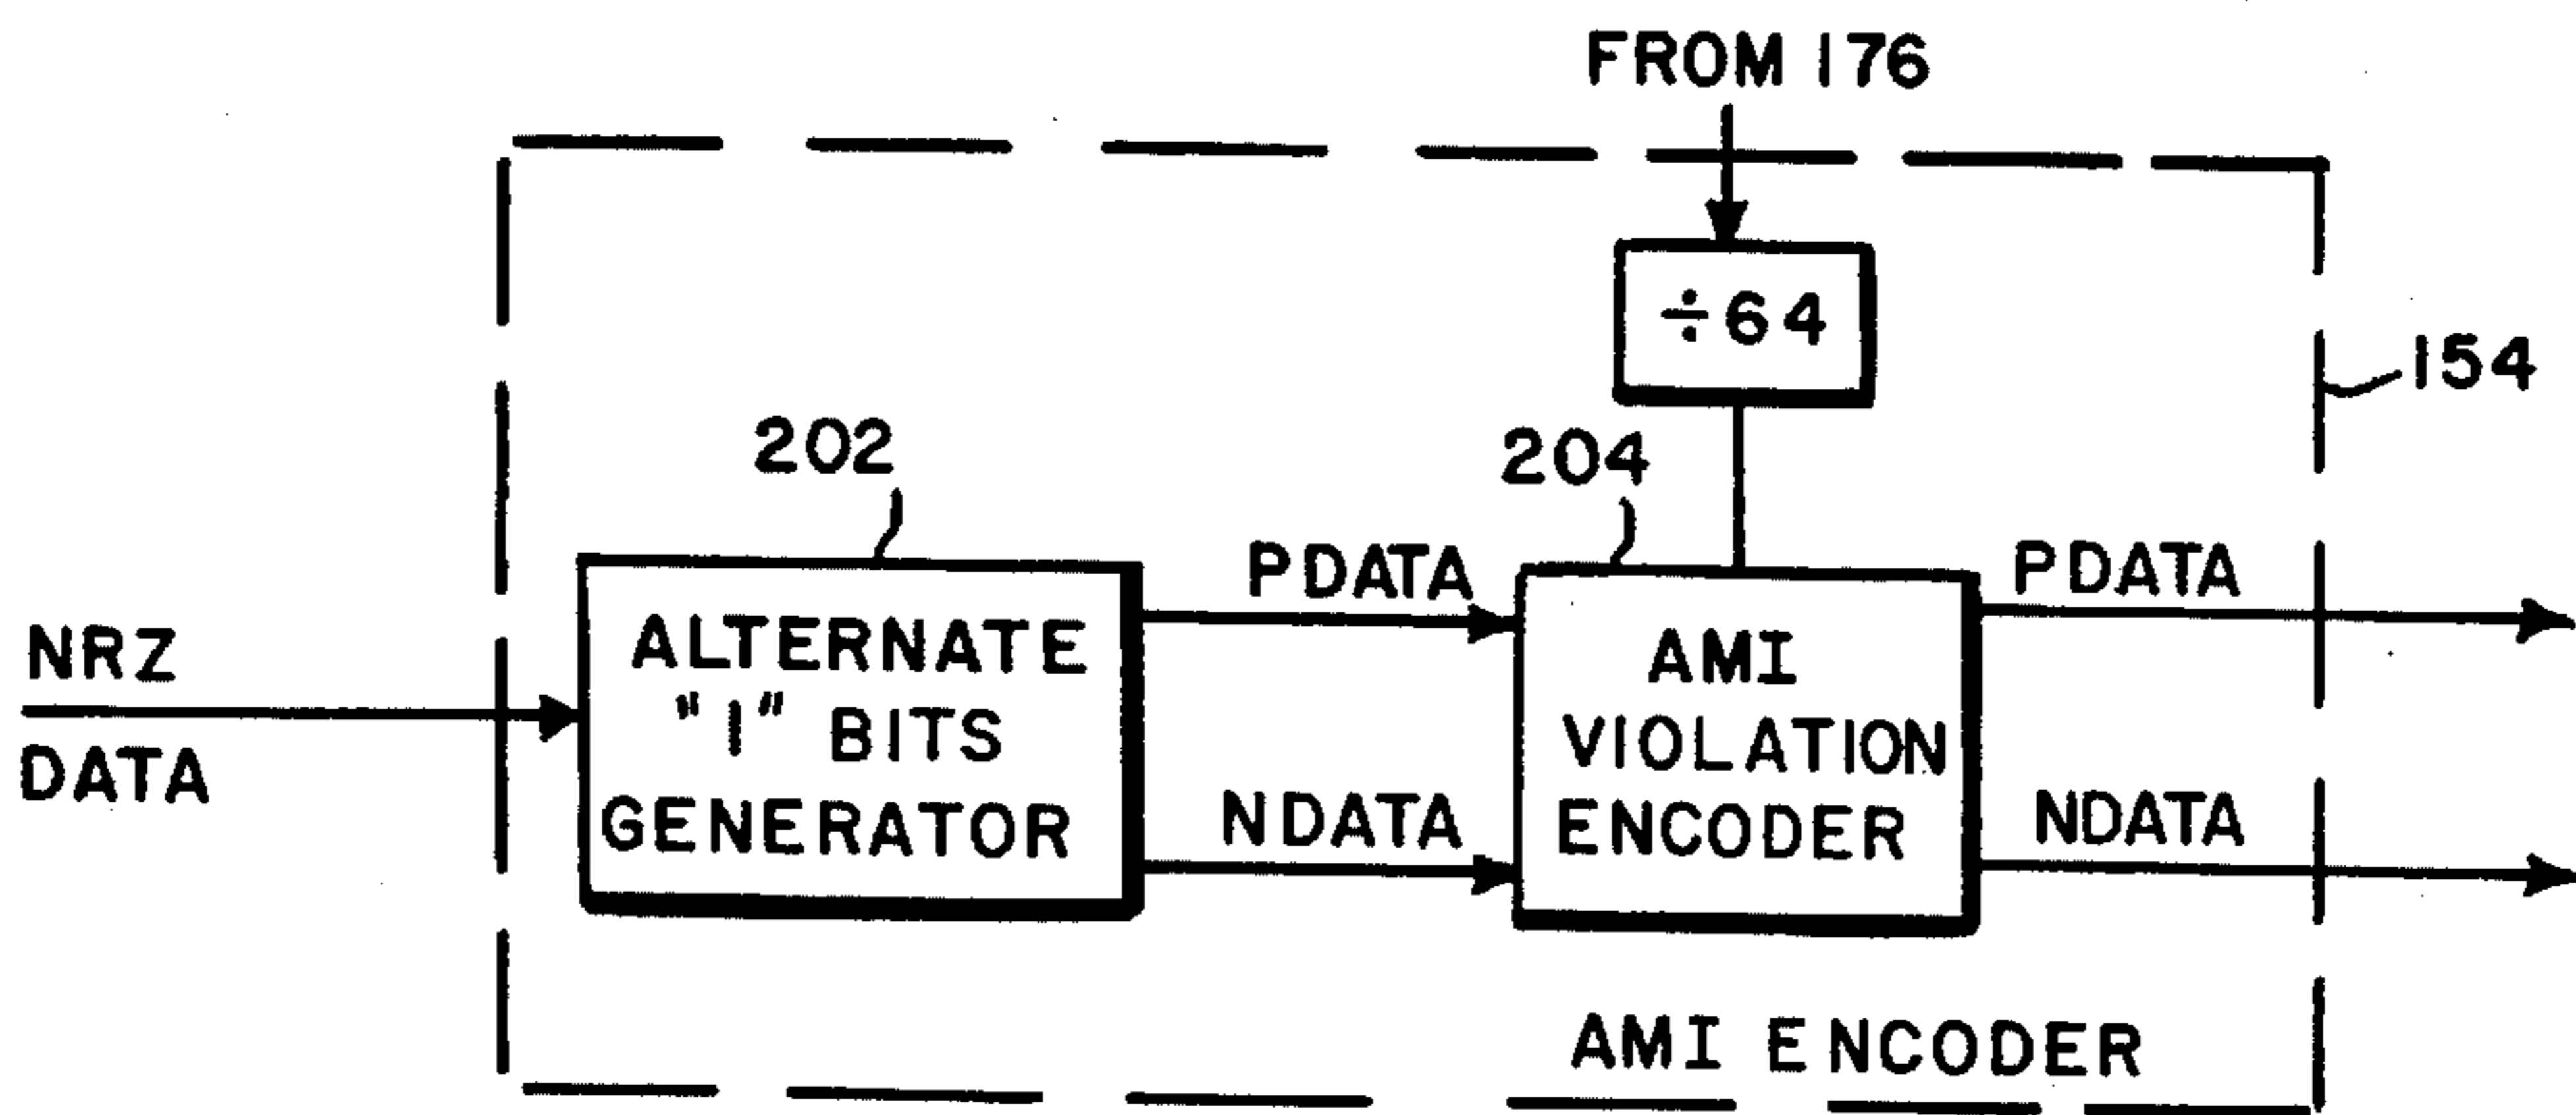 FROM 176
÷64
154
202
204
NRZ
DATA
ALTERNATE
"1" BITS
GENERATOR
PDATA
NDATA
AMI
VIOLATION
ENCODER
PDATA
NDATA
AMI ENCODER